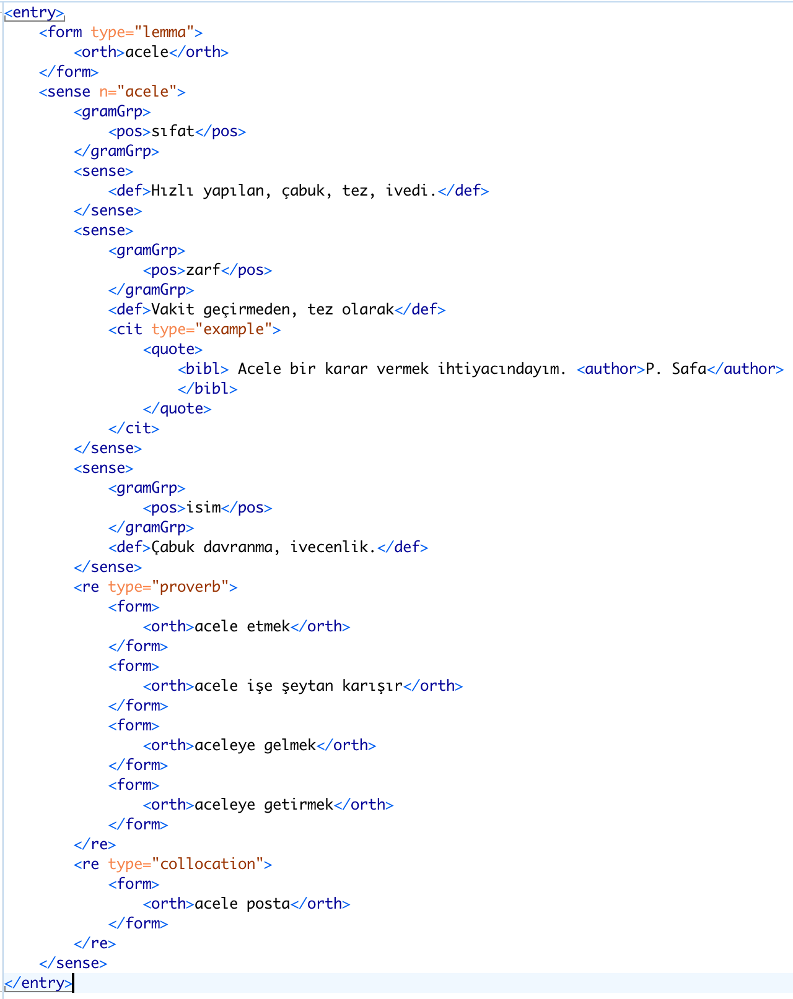 <entry>
    <form type="lemma">
        <orth>acele</orth>
    </form>
    <sense n="acele">
        <gramGrp>
            <pos>sıfat</pos>
        </gramGrp>
        <sense>
            <def>Hızlı yapılan, çabuk, tez, ivedi.</def>
        </sense>
        <sense>
            <gramGrp>
                <pos>zarf</pos>
            </gramGrp>
            <def>Vakit geçirmeden, tez olarak</def>
            <cit type="example">
                <quote>
                    <bibl> Acele bir karar vermek ihtiyacındayım. <author>P. Safa</author>
                    </bibl>
                </quote>
            </cit>
        </sense>
        <sense>
            <gramGrp>
                <pos>isim</pos>
            </gramGrp>
            <def>Çabuk davranma, ivecenlik.</def>
        </sense>
        <re type="proverb">
            <form>
                <orth>acele etmek</orth>
            </form>
            <form>
                <orth>acele işe şeytan karışır</orth>
            </form>
            <form>
                <orth>aceleye gelmek</orth>
            </form>
            <form>
                <orth>aceleye getirmek</orth>
            </form>
        </re>
        <re type="collocation">
            <form>
                <orth>acele posta</orth>
            </form>
        </re>
    </sense>
</entry>